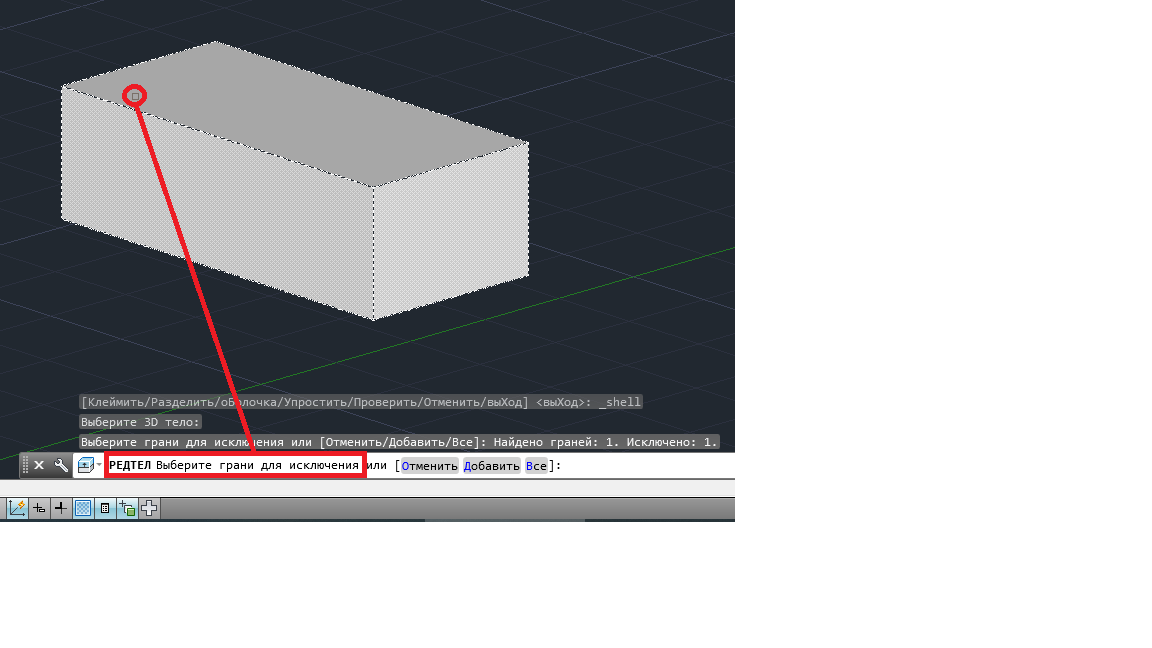 [Клеймить/Разделить/оБолочка/Упростить/Проверить/Отменить/выХод] <выХод>: _shell
Выберите 3D тело:
Выберите грани для исключения или [Отменить/Добавить/Все]: Найдено граней: 1. Исключено: 1.
РЕДТЕЛ Выберите грани для исключения или [Отменить Добавить Все]: